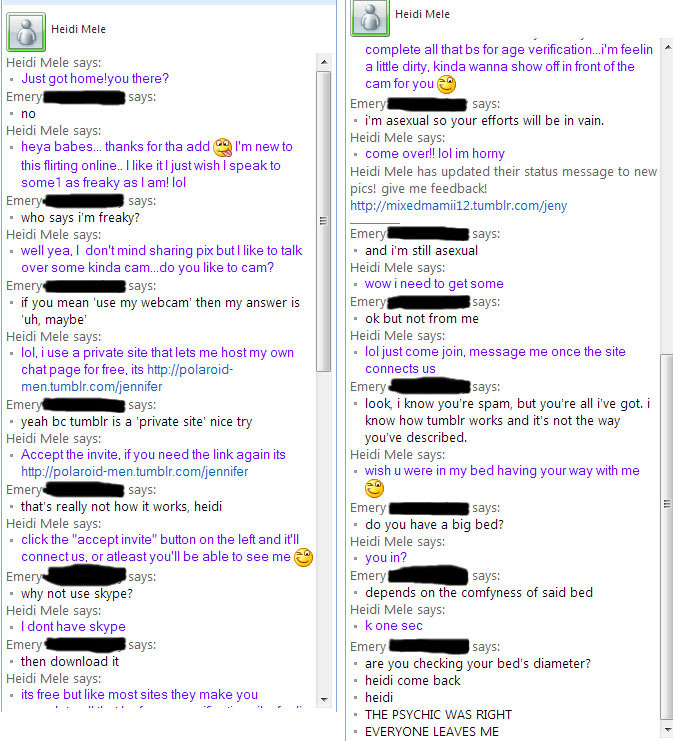 Heidi Mele
Heidi Mele says:
Just got home!you there?
Emery says:
no
Heidi Mele says:
heya babes... thanks for tha add I'm new to
this flirting online.. I like it I just wish I speak to
some1 as freaky as I am! lol
Emery says:
who says i'm freaky?
Heidi Mele says:
well yea, I don't mind sharing pix but I like to talk
over some kinda cam...do you like to cam?
Emery says:
if you mean 'use my webcam' then my answer is
'uh, maybe'
Heidi Mele says:
lol, i use a private site that lets me host my own
chat page for free, its http://polaroid-
men.tumblr.com/jennifer
Emery says:
yeah bc tumblr is a 'private site' nice try
Heidi Mele says:
Accept the invite, if you need the link again its
http://polaroid-men.tumblr.com/jennifer
Emery says:
that's really not how it works, heidi
Heidi Mele says:
click the "accept invite" button on the left and it'll
connect us, or atleast you'll be able to see me
Emery says:
why not use skype?
Heidi Mele says:
I dont have skype
Emery says:
then download it
Heidi Mele says:
its free but like most sites they make you
Heidi Mele
complete all that bs for age verification...i'm feelin
a little dirty, kinda wanna show off in front of the
cam for you
Emery says:
i'm asexual so your efforts will be in vain.
Heidi Mele says:
come over!! lol im horny
Heidi Mele has updated their status message to new
pics! give me feedback!
http://mixedmamii12.tumblr.com/jeny
Emery says:
and i'm still asexual
Heidi Mele says:
wow i need to get some
Emery says:
ok but not from me
Heidi Mele says:
lol just come join, message me once the site
connects us
Emery says:
look, i know you're spam, but you're all i've got. i
know how tumblr works and it's not the way
you've described.
Heidi Mele says:
wish u were in my bed having your way with me
Emery says:
do you have a big bed?
Heidi Mele says:
you in?
Emery says:
depends on the comfyness of said bed
Heidi Mele says:
k one sec
Emery says:
are you checking your bed's diameter?
heidi come back
heidi
THE PSYCHIC WAS RIGHT
EVERYONE LEAVES ME